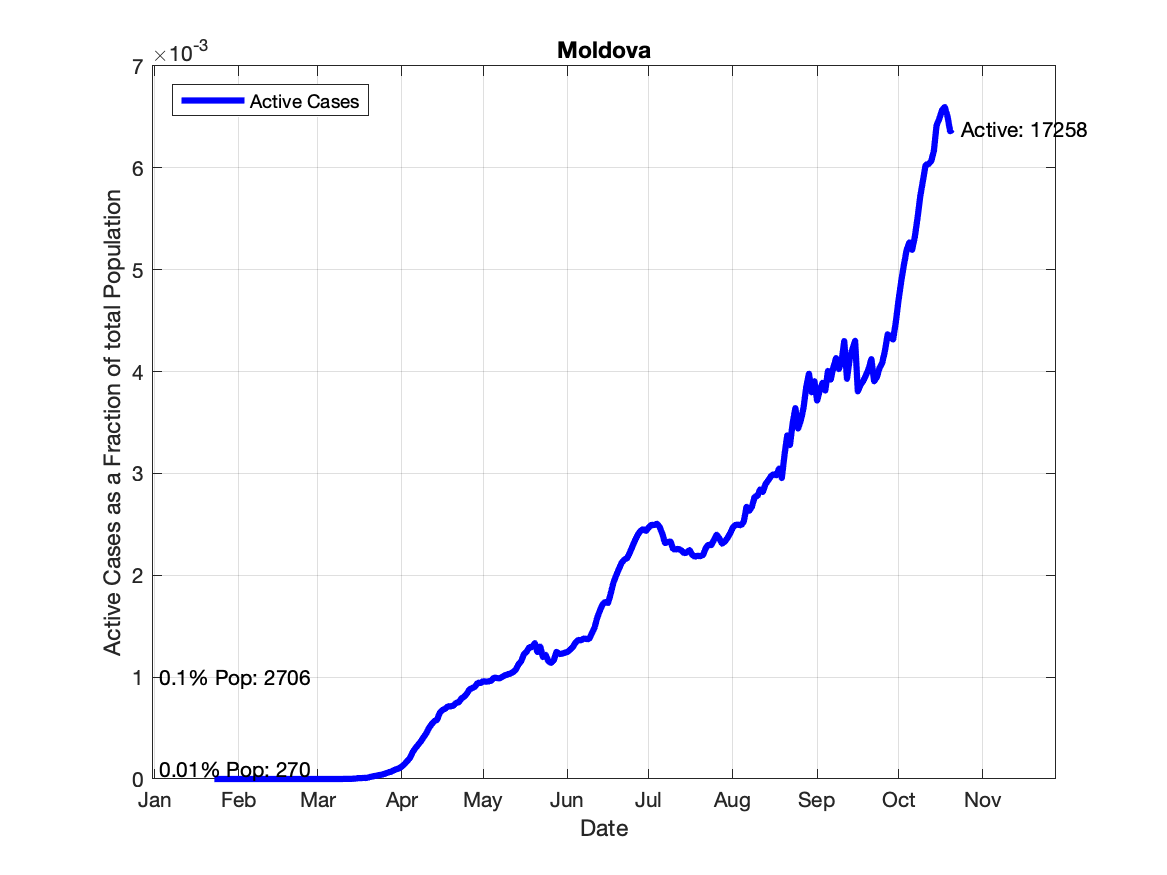 Moldova
×10-3
7
6
5
4
3
2
1
0
Active Cases as a Fraction of total Population
Active Cases
Active: 17258
0.1% Pop: 2706
0.01% Pop: 270
Jan Feb Mar Apr May Jun Jul Aug Sep Oct Nov
Date